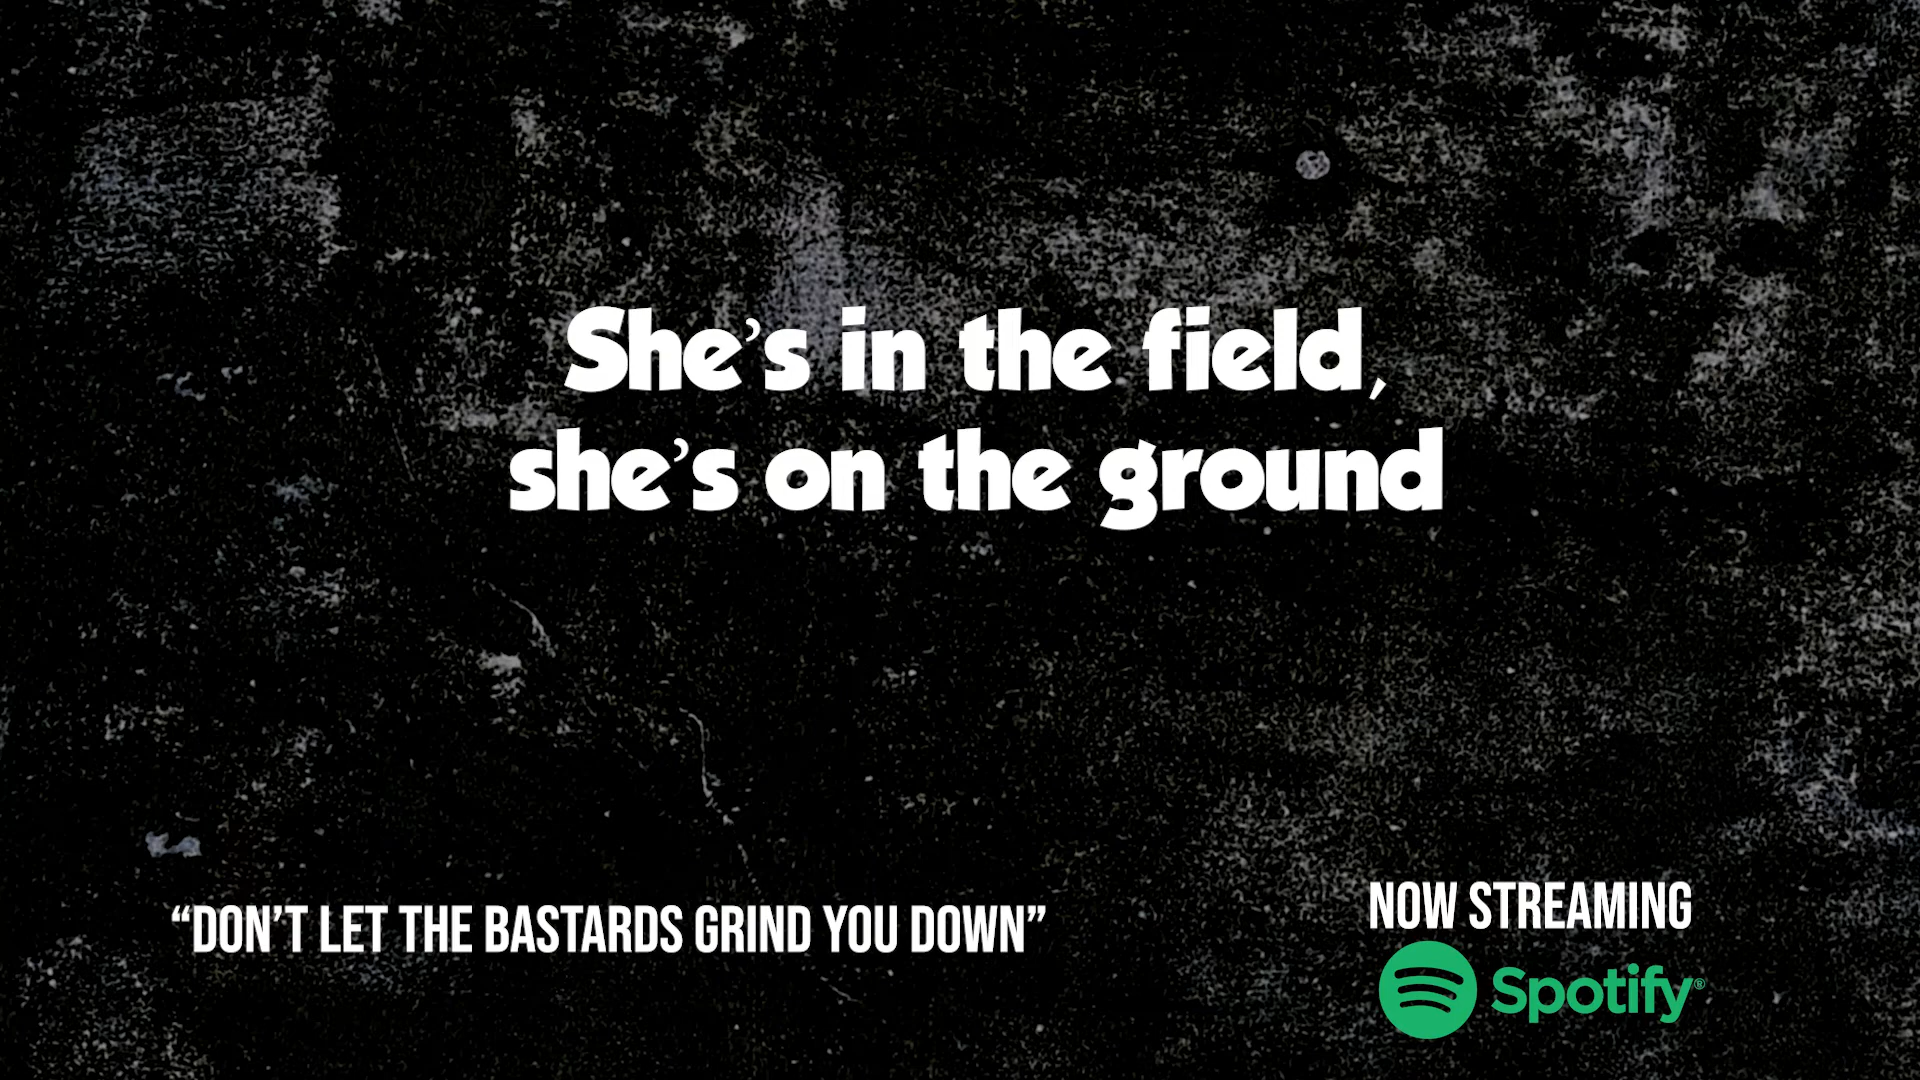 She’s in the field,
she’s on the ground
“DON’T LET THE BASTARDS GRIND YOU DOWN”
NOW STREAMING
Spotify®